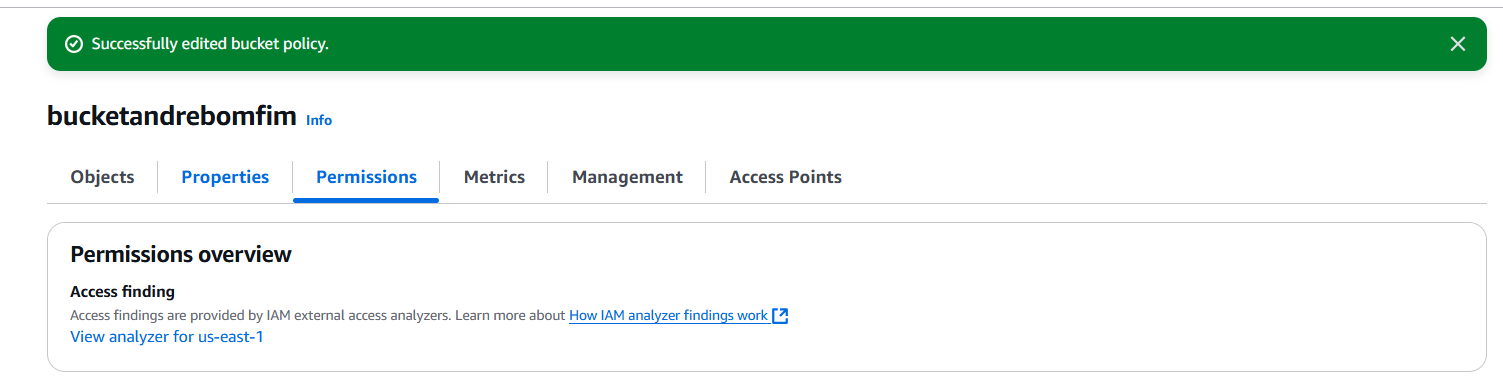 Successfully edited bucket policy.
bucketandrebomfim Info
Objects Properties Permissions Metrics Management Access Points
Permissions overview
Access finding
Access findings are provided by IAM external access analyzers. Learn more about How IAM analyzer findings work
View analyzer for us-east-1